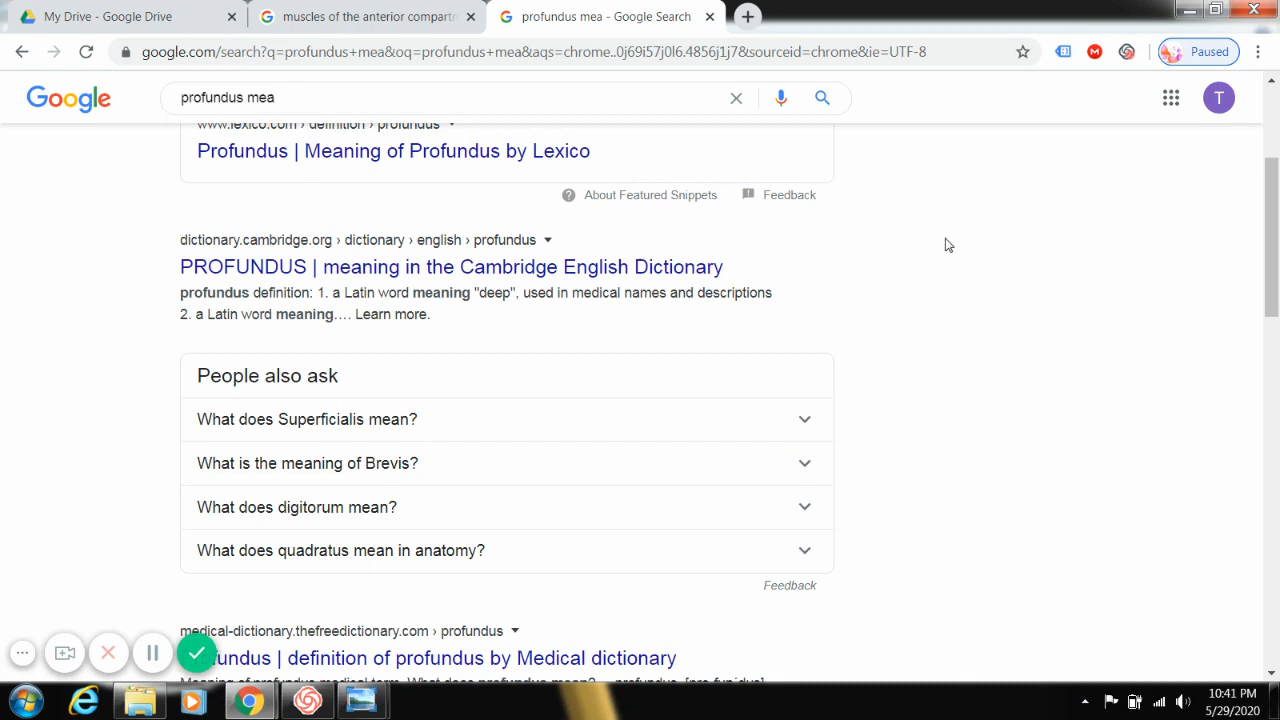 My Drive - Google Drive
muscles of the anterior compartm
profundus mea - Google Search
google.com/search?q=profundus+mea&oq=profundus+mea&aqs=chrome..0j69i57j0l6.4856j1j7&sourceid=chrome&ie=UTF-8
Paused
Google
profundus mea
T
www.lexico.com › definition › profundus
Profundus | Meaning of Profundus by Lexico
About Featured Snippets
Feedback
dictionary.cambridge.org › dictionary › english › profundus
PROFUNDUS | meaning in the Cambridge English Dictionary
profundus definition: 1. a Latin word meaning "deep", used in medical names and descriptions
2. a Latin word meaning…. Learn more.
People also ask
What does Superficialis mean?
What is the meaning of Brevis?
What does digitorum mean?
What does quadratus mean in anatomy?
Feedback
medical-dictionary.thefreedictionary.com › profundus
fundus | definition of profundus by Medical dictionary
10:41 PM
5/29/2020